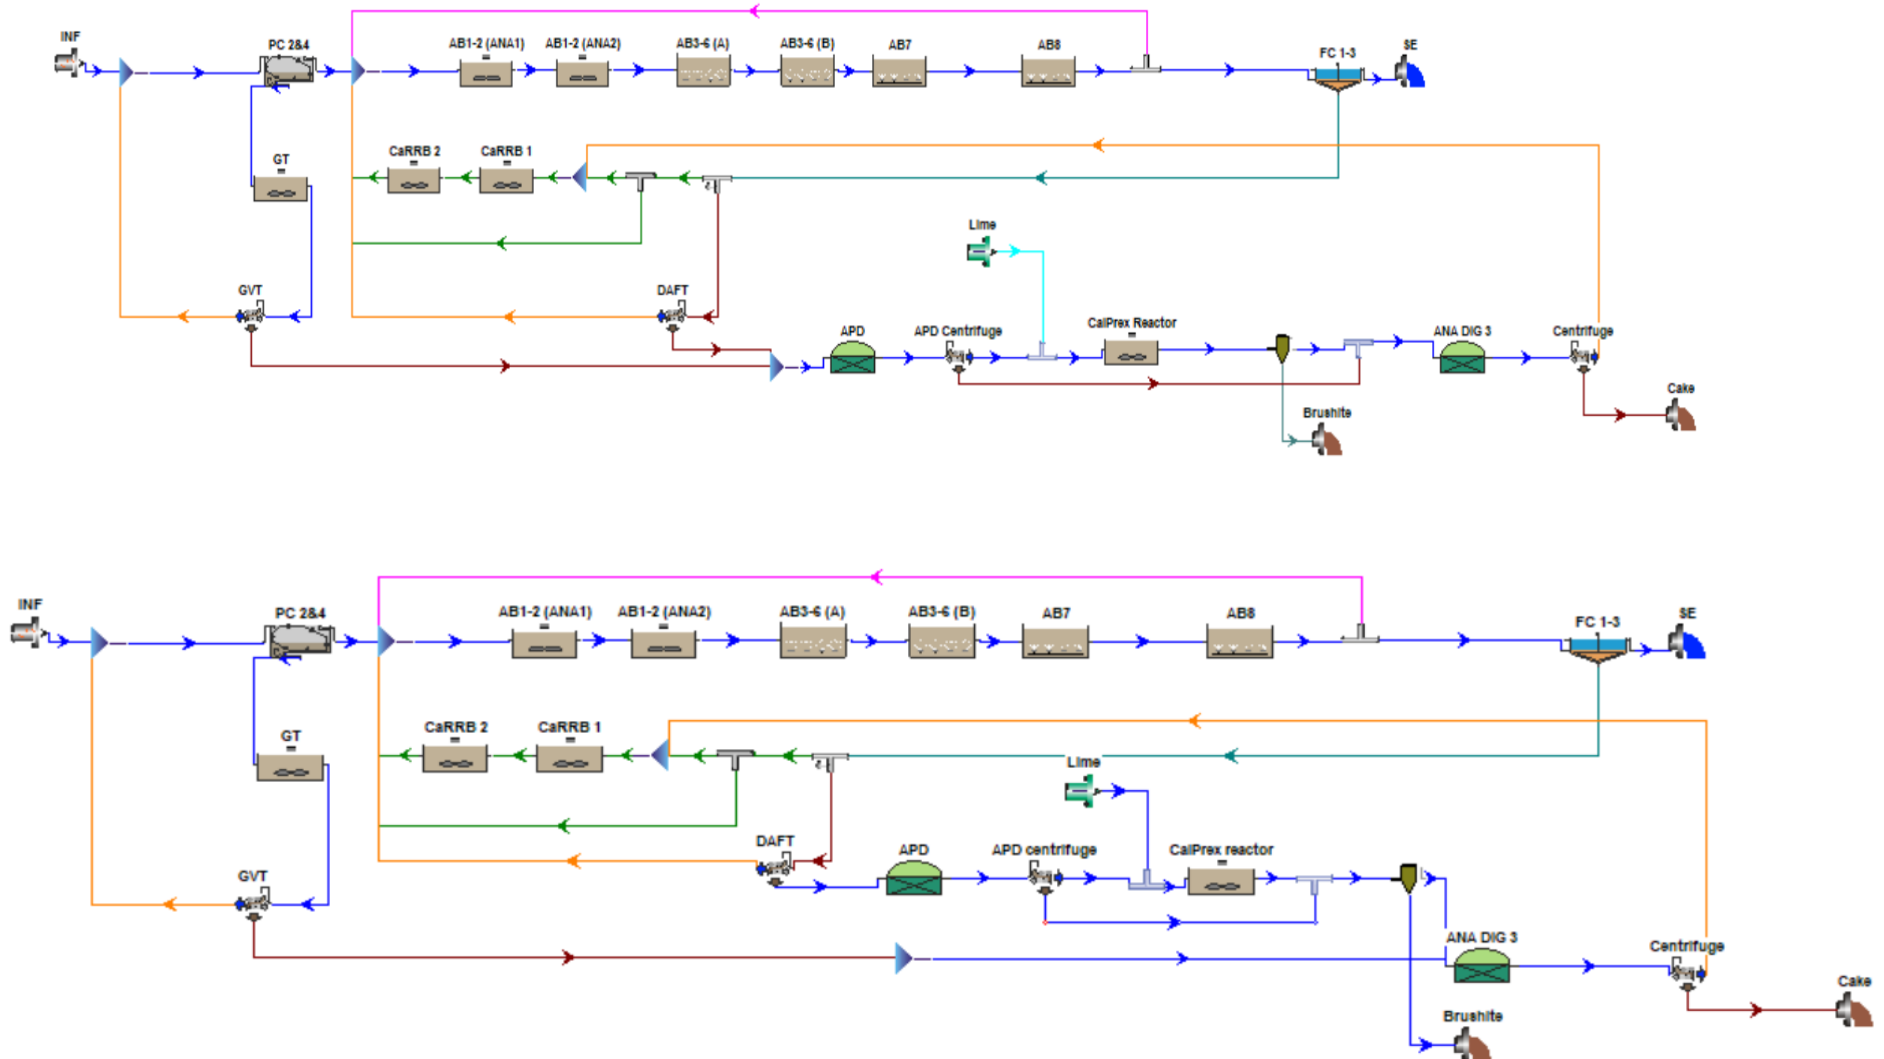 INF
PC 2&4
AB1-2 (ANA1)
AB1-2 (ANA2)
AB3-6 (A)
AB3-6 (B)
AB7
AB8
FC 1-3
SE
CaRRB 2
CaRRB 1
GT
Lime
GVT
DAFT
APD
APD Centrifuge
CalPrex Reactor
ANA DIG 3
Centrifuge
Cake
Brushite
INF
PC 2&4
AB1-2 (ANA1)
AB1-2 (ANA2)
AB3-6 (A)
AB3-6 (B)
AB7
AB8
FC 1-3
SE
CaRRB 2
CaRRB 1
GT
Lime
DAFT
APD
APD centrifuge
CalPrex reactor
GVT
ANA DIG 3
Centrifuge
Cake
Brushite